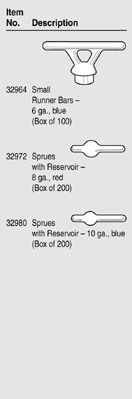 Item
No. Description
32964 Small
Runner Bars –
6 ga., blue
(Box of 100)
32972 Sprues
with Reservoir –
8 ga., red
(Box of 200)
32980 Sprues
with Reservoir – 10 ga., blue
(Box of 200)